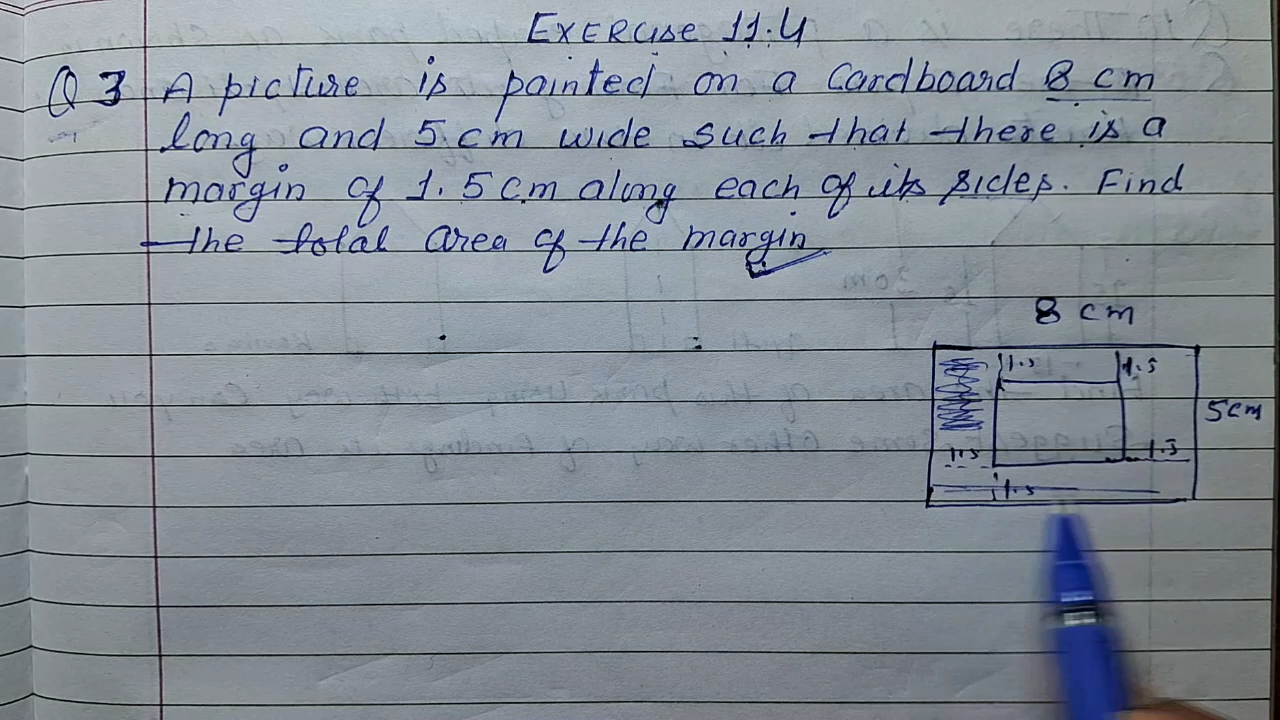 EXERCISE 11.4
Q 3 A picture is painted on a Cardboard 8 cm
long and 5 cm wide such that there is a
margin of 1.5 cm along each of its sides. Find
the total area of the margin
8 cm
1.5 1.5
5cm
1.5 1.5
1.5